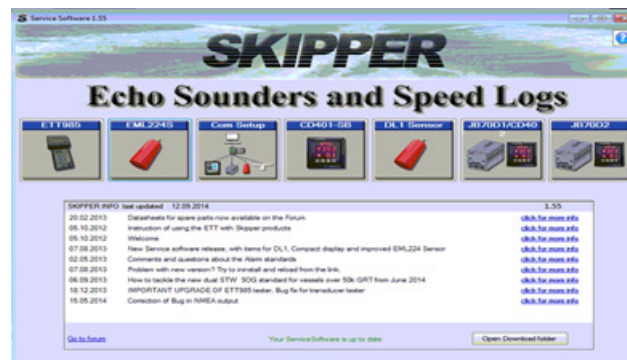 Service Software 1.55
SKIPPER
Echo Sounders and Speed Logs
ETT985 EML224S Com Setup CD401-SB DL1 Sensor JB70D1/CD40 JB70D2
SKIPPER INFO last updated 12.09.2014 1.55
20.02.2013 Datasheets for spare parts now available on the Forum click for more info
05.10.2012 Instruction of using the ETT with Skipper products click for more info
05.10.2012 Welcome click for more info
07.08.2013 New Service software release, with items for DL1, Compact display and improved EML224 Sensor click for more info
02.05.2013 Comments and questions about the Alarm standards click for more info
07.08.2013 Problem with new version? Try to reinstall and reload from the link. click for more info
06.09.2013 How to tackle the new dual STW SOG standard for vessels over 50k GRT from June 2014 click for more info
18.12.2013 IMPORTANT UPGRADE OF ETT985 tester, Bug fix for transducer tester click for more info
15.05.2014 Correction of Bug in NMEA output click for more info
Go to forum Your ServiceSoftware is up to date Open Download folder